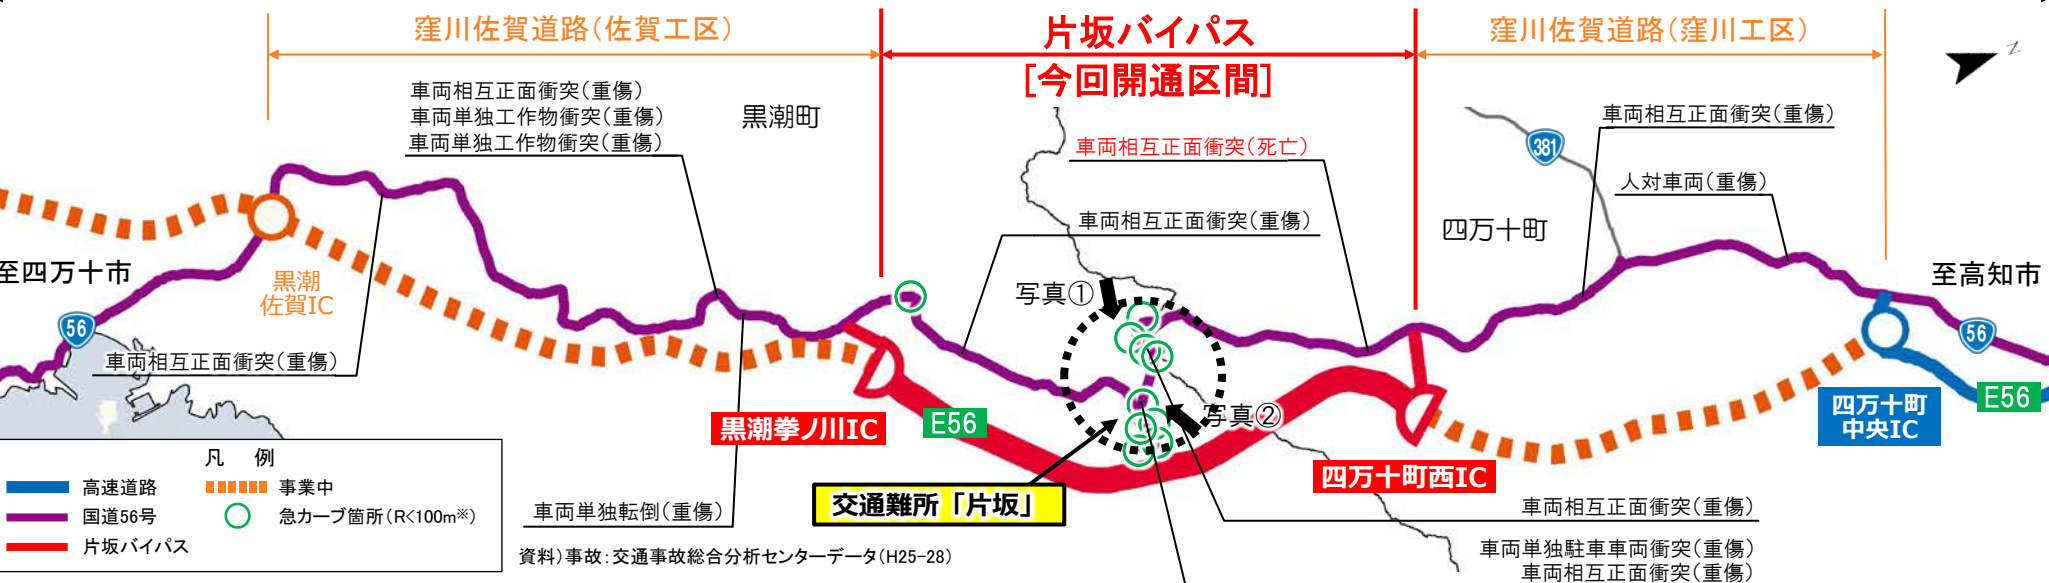 窪川佐賀道路(佐賀工区)
片坂バイパス
[今回開通区間]
窪川佐賀道路(窪川工区)
Z
車両相互正面衝突(重傷)
車両単独工作物衝突(重傷)
車両単独工作物衝突(重傷)
黒潮町
車両相互正面衝突(死亡)
車両相互正面衝突(重傷)
381
車両相互正面衝突(重傷)
人対車両(重傷)
四万十町
至四万十市
黒潮
佐賀IC
写真①
至高知市
56
56
車両相互正面衝突(重傷)
黒潮拳ノ川IC
E56
写真②
四万十町
中央IC
E56
四万十町西IC
交通難所「片坂」
凡 例
高速道路
事業中
国道56号
急カーブ箇所(R<100m※)
片坂バイパス
車両単独転倒(重傷)
資料)事故:交通事故総合分析センターデータ(H25-28)
車両相互正面衝突(重傷)
車両単独駐車車両衝突(重傷)
車両相互正面衝突(重傷)